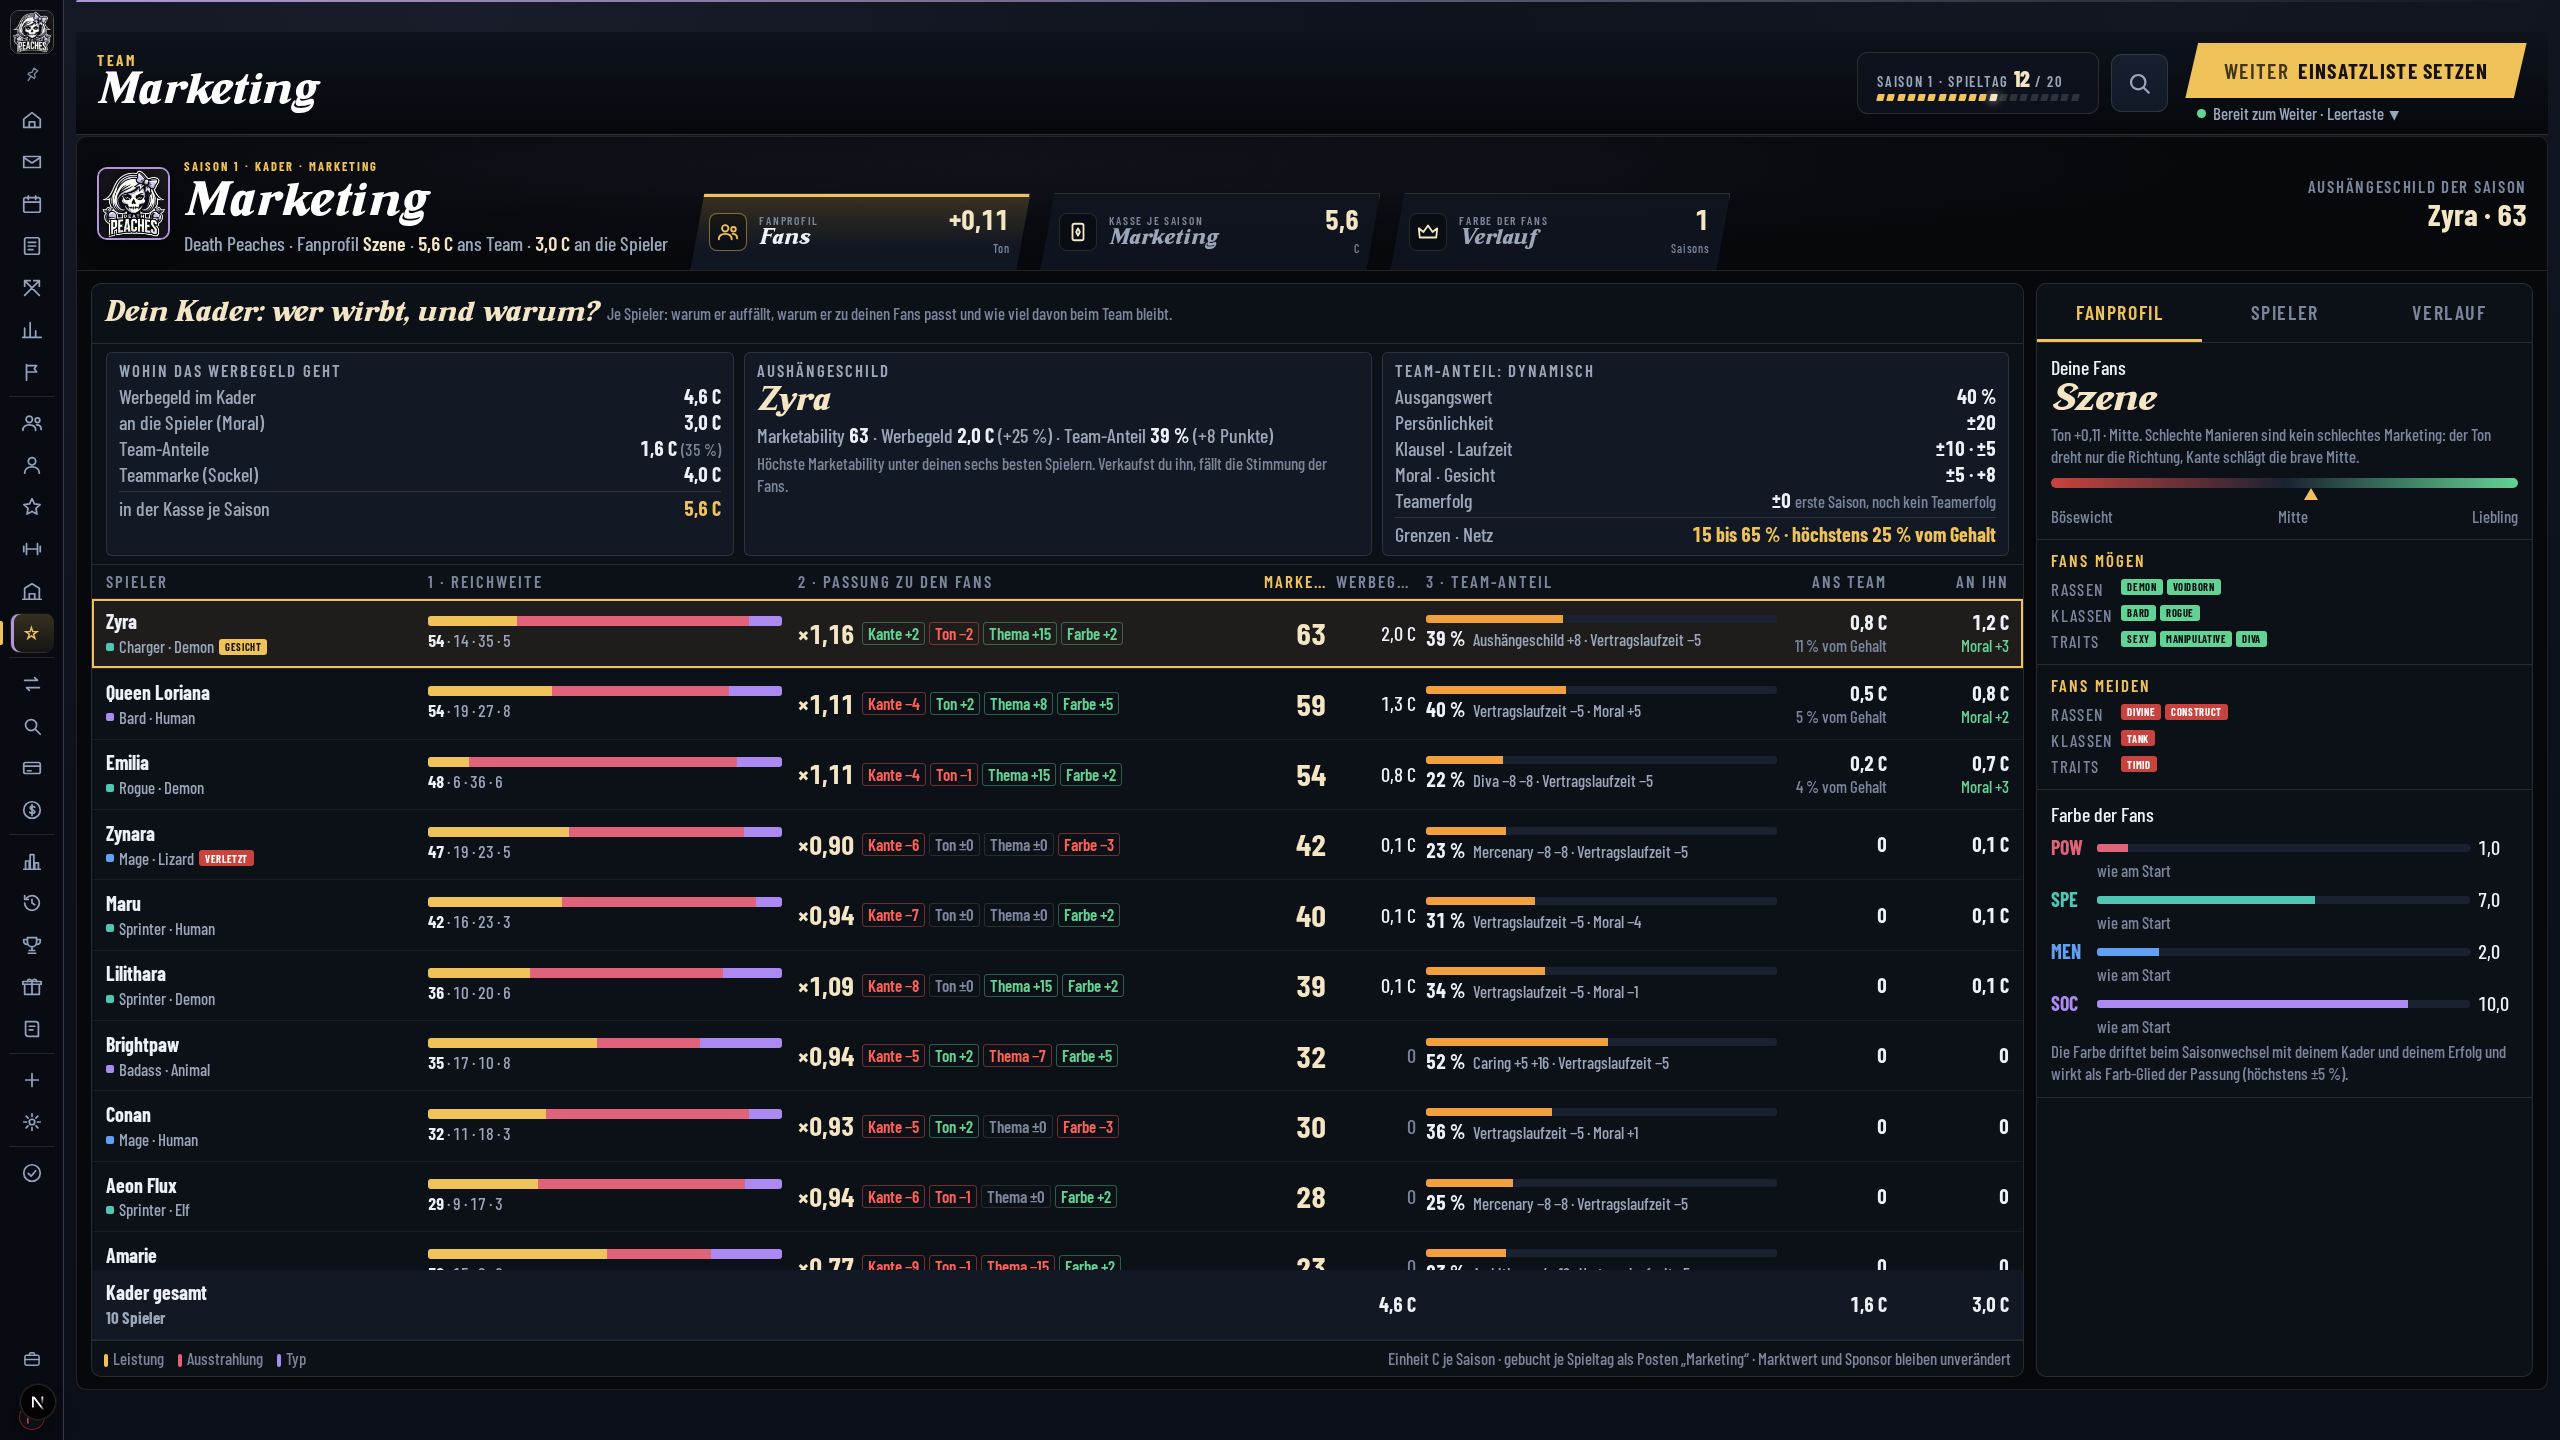 TEAM
Marketing
SAISON 1 · SPIELTAG 12 / 20
WEITER EINSATZLISTE SETZEN
Bereit zum Weiter · Leertaste ▼
SAISON 1 · KADER · MARKETING
Marketing
Death Peaches · Fanprofil Szene · 5,6 C ans Team · 3,0 C an die Spieler
FANPROFIL
Fans
+0,11
Ton
KASSE JE SAISON
Marketing
5,6
C
FARBE DER FANS
Verlauf
1
Saisons
AUSHÄNGESCHILD DER SAISON
Zyra · 63
Dein Kader: wer wirbt, und warum? Je Spieler: warum er auffällt, warum er zu deinen Fans passt und wie viel davon beim Team bleibt.
WOHIN DAS WERBEGELD GEHT
Werbegeld im Kader 4,6 C
an die Spieler (Moral) 3,0 C
Team-Anteile 1,6 C (35 %)
Teammarke (Sockel) 4,0 C
in der Kasse je Saison 5,6 C
AUSHÄNGESCHILD
Zyra
Marketability 63 · Werbegeld 2,0 C (+25 %) · Team-Anteil 39 % (+8 Punkte)
Höchste Marketability unter deinen sechs besten Spielern. Verkaufst du ihn, fällt die Stimmung der
Fans.
TEAM-ANTEIL: DYNAMISCH
Ausgangswert 40 %
Persönlichkeit ±20
Klausel · Laufzeit ±10 · ±5
Moral · Gesicht ±5 · +8
Teamerfolg ±0 erste Saison, noch kein Teamerfolg
Grenzen · Netz 15 bis 65 % · höchstens 25 % vom Gehalt
SPIELER 1 · REICHWEITE 2 · PASSUNG ZU DEN FANS MARKE... WERBEG... 3 · TEAM-ANTEIL ANS TEAM AN IHN
Zyra
Charger · Demon GESICHT
54 · 14 · 35 · 5
×1,16 Kante +2 Ton −2 Thema +15 Farbe +2
63
2,0 C
39 % Aushängeschild +8 · Vertragslaufzeit −5
0,8 C
11 % vom Gehalt
1,2 C
Moral +3
Queen Loriana
Bard · Human
54 · 19 · 27 · 8
×1,11 Kante −4 Ton +2 Thema +8 Farbe +5
59
1,3 C
40 % Vertragslaufzeit −5 · Moral +5
0,5 C
5 % vom Gehalt
0,8 C
Moral +2
Emilia
Rogue · Demon
48 · 6 · 36 · 6
×1,11 Kante −4 Ton −1 Thema +15 Farbe +2
54
0,8 C
22 % Diva −8 −8 · Vertragslaufzeit −5
0,2 C
4 % vom Gehalt
0,7 C
Moral +3
Zynara
Mage · Lizard VERLETZT
47 · 19 · 23 · 5
×0,90 Kante −6 Ton ±0 Thema ±0 Farbe −3
42
0,1 C
23 % Mercenary −8 −8 · Vertragslaufzeit −5
0
0,1 C
Maru
Sprinter · Human
42 · 16 · 23 · 3
×0,94 Kante −7 Ton ±0 Thema ±0 Farbe +2
40
0,1 C
31 % Vertragslaufzeit −5 · Moral −4
0
0,1 C
Lilithara
Sprinter · Demon
36 · 10 · 20 · 6
×1,09 Kante −8 Ton ±0 Thema +15 Farbe +2
39
0,1 C
34 % Vertragslaufzeit −5 · Moral −1
0
0,1 C
Brightpaw
Badass · Animal
35 · 17 · 10 · 8
×0,94 Kante −5 Ton +2 Thema −7 Farbe +5
32
0
52 % Caring +5 +16 · Vertragslaufzeit −5
0
0
Conan
Mage · Human
32 · 11 · 18 · 3
×0,93 Kante −5 Ton +2 Thema ±0 Farbe −3
30
0
36 % Vertragslaufzeit −5 · Moral +1
0
0
Aeon Flux
Sprinter · Elf
29 · 9 · 17 · 3
×0,94 Kante −6 Ton −1 Thema ±0 Farbe +2
28
0
25 % Mercenary −8 −8 · Vertragslaufzeit −5
0
0
Amarie
×0,77 Kante −9 Ton −1 Thema −15 Farbe +2
23
0
0
0
Kader gesamt
10 Spieler
4,6 C 1,6 C 3,0 C
Leistung Ausstrahlung Typ
Einheit C je Saison · gebucht je Spieltag als Posten „Marketing“ · Marktwert und Sponsor bleiben unverändert
FANPROFIL SPIELER VERLAUF
Deine Fans
Szene
Ton +0,11 · Mitte. Schlechte Manieren sind kein schlechtes Marketing: der Ton
dreht nur die Richtung, Kante schlägt die brave Mitte.
Bösewicht Mitte Liebling
FANS MÖGEN
RASSEN DEMON VOIDBORN
KLASSEN BARD ROGUE
TRAITS SEXY MANIPULATIVE DIVA
FANS MEIDEN
RASSEN DIVINE CONSTRUCT
KLASSEN TANK
TRAITS TIMID
Farbe der Fans
POW 1,0
wie am Start
SPE 7,0
wie am Start
MEN 2,0
wie am Start
SOC 10,0
wie am Start
Die Farbe driftet beim Saisonwechsel mit deinem Kader und deinem Erfolg und
wirkt als Farb-Glied der Passung (höchstens ±5 %).
DEATH
PEACHES
PEACHES
N